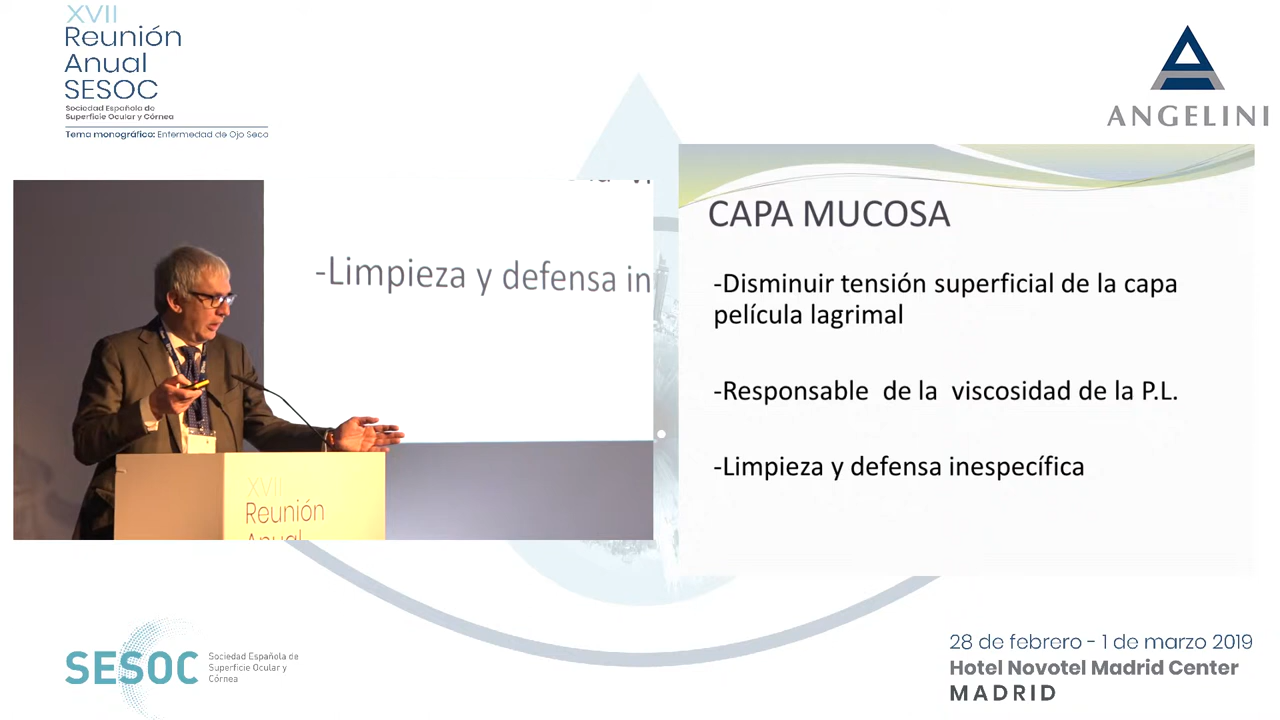 XVII
Reunión
Anual
SESOC
Sociedad Española de
Superficie Ocular y Córnea
Tema monográfico: Enfermedad de Ojo Seco
ANGELINI
-Limpieza y defensa in
XVII
Reunión
Anual
CAPA MUCOSA
-Disminuir tensión superficial de la capa
película lagrimal
-Responsable de la viscosidad de la P.L.
-Limpieza y defensa inespecífica
SESOC
Sociedad Española de
Superficie Ocular y
Córnea
28 de febrero - 1 de marzo 2019
Hotel Novotel Madrid Center
MADRID